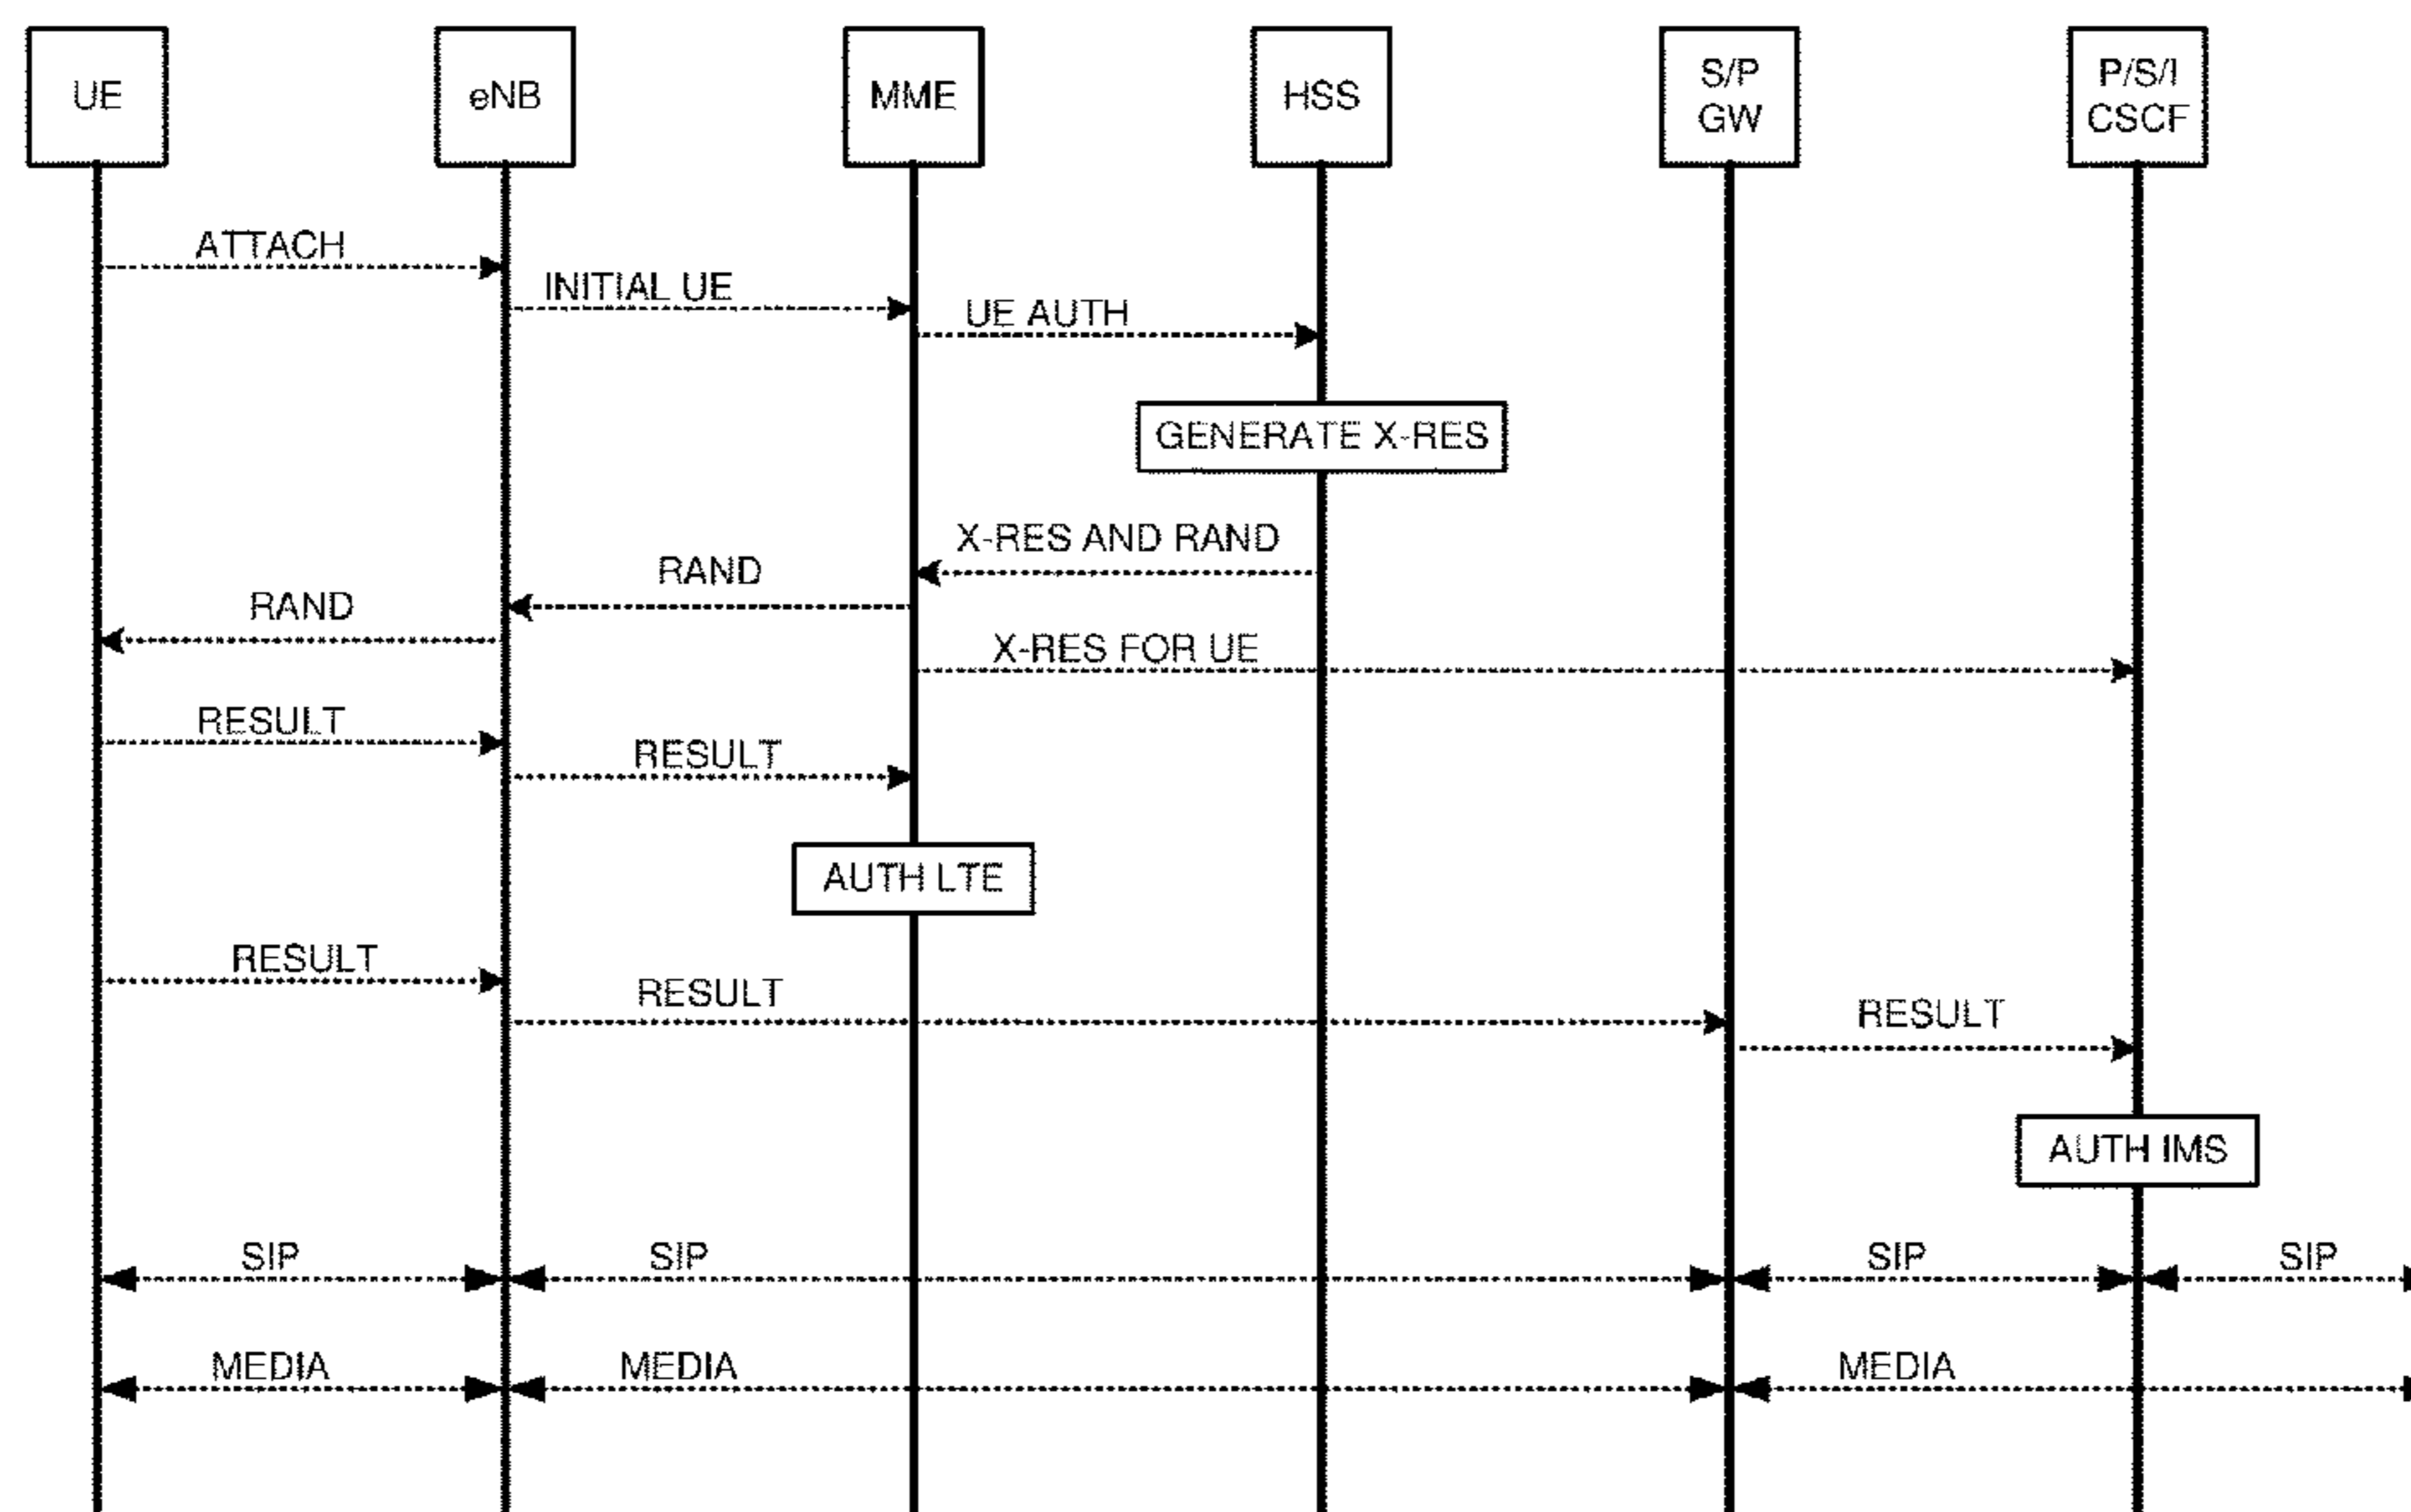 UE
eNB
MME
HSS
S/P
GW
P/S/I
CSCF
ATTACH
INITIAL UE
UE AUTH
GENERATE X-RES
X-RES AND RAND
RAND
RAND
X-RES FOR UE
RESULT
RESULT
AUTH LTE
RESULT
RESULT
RESULT
AUTH IMS
SIP
SIP
SIP
SIP
MEDIA
MEDIA
MEDIA